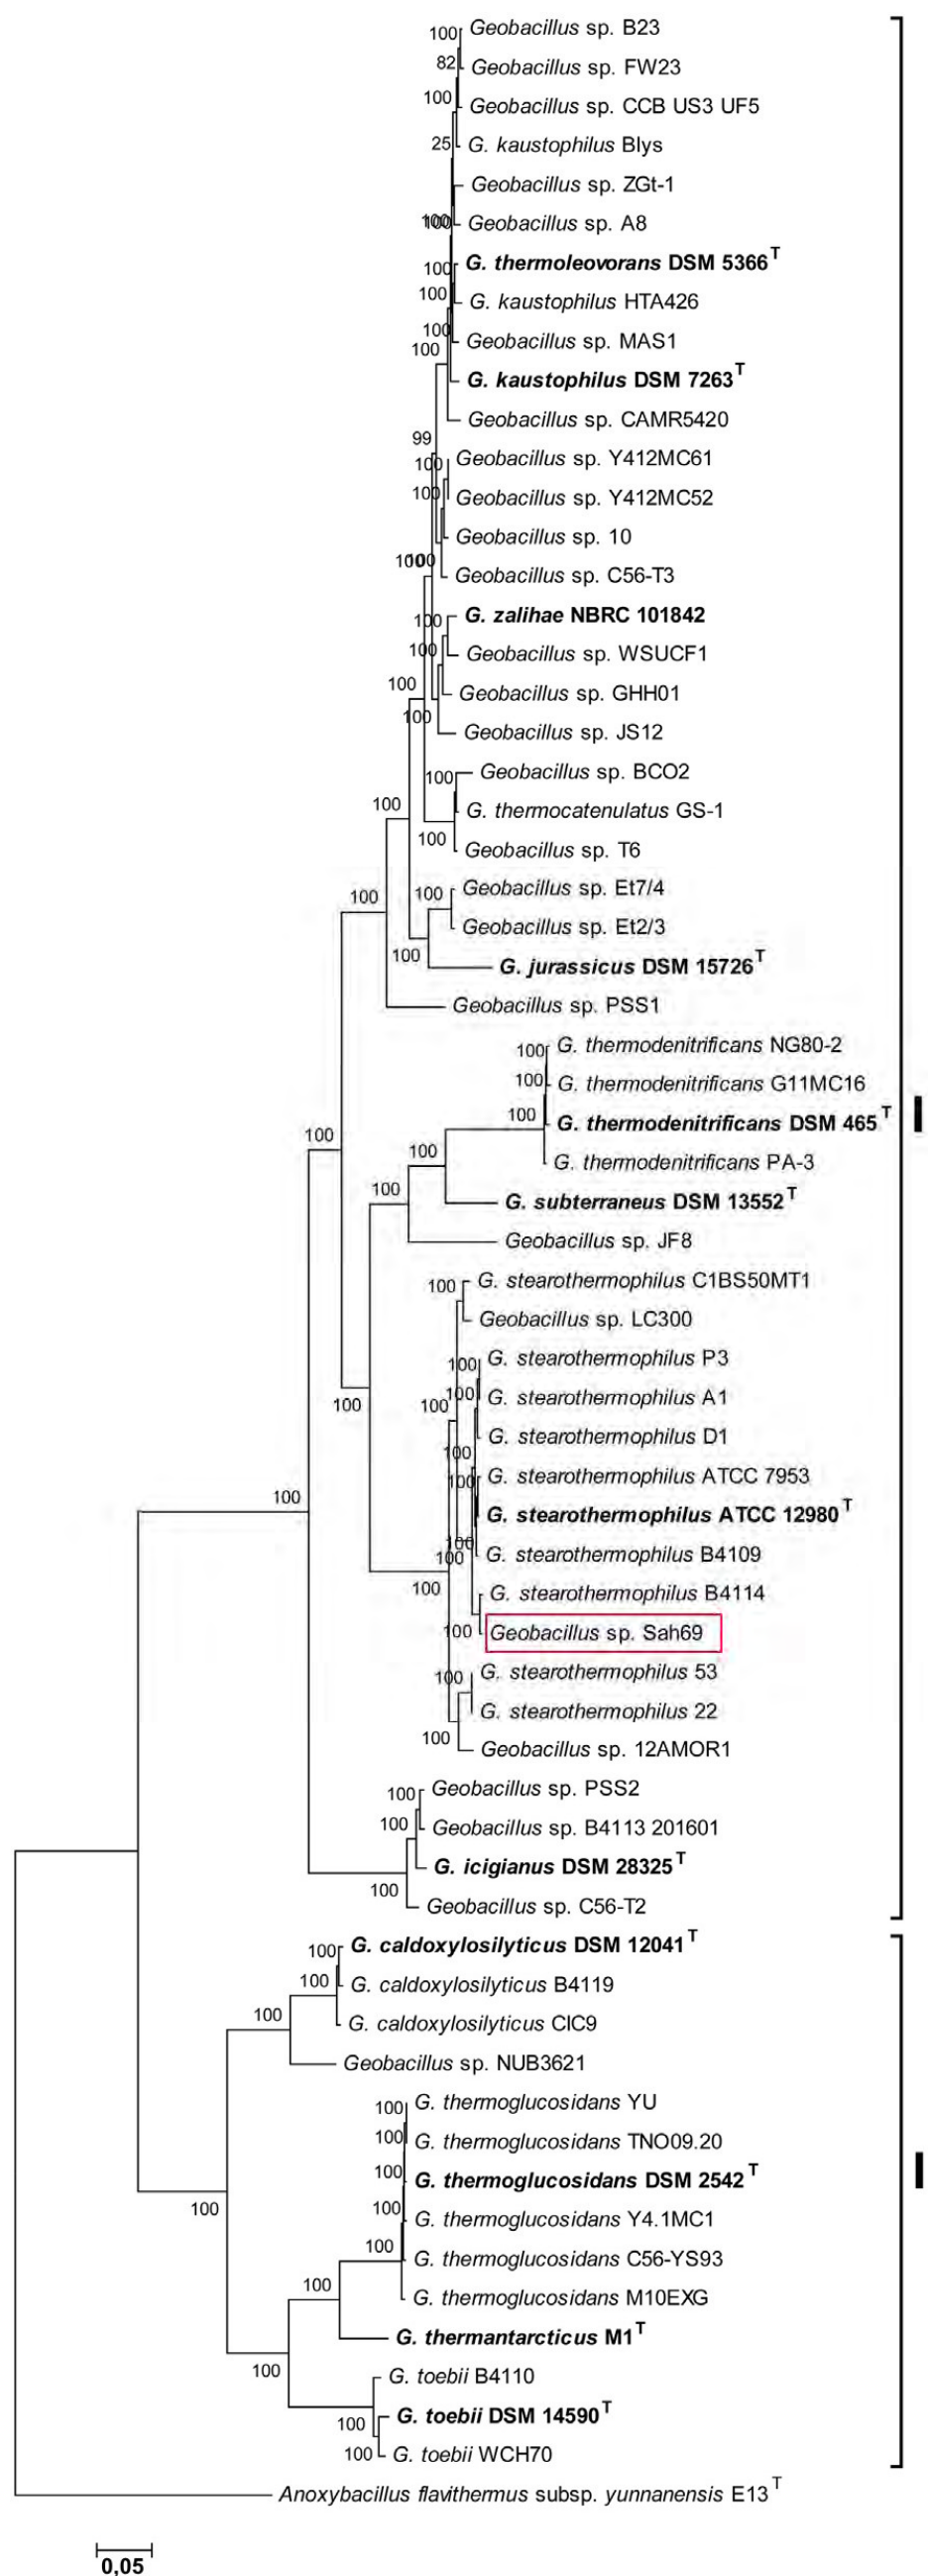 100 Geobacillus sp. B23
82 Geobacillus sp. FW23
100 Geobacillus sp. CCB US3 UF5
25 G. kaustophilus Blys
Geobacillus sp. ZGt-1
100 100 Geobacillus sp. A8
100 G. thermoleovorans DSM 5366T
100 G. kaustophilus HTA426
100 Geobacillus sp. MAS1
100 G. kaustophilus DSM 7263T
Geobacillus sp. CAMR5420
99
100 Geobacillus sp. Y412MC61
100 Geobacillus sp. Y412MC52
Geobacillus sp. 10
100 100 Geobacillus sp. C56-T3
100 G. zalihae NBRC 101842
100 Geobacillus sp. WSUCF1
100 Geobacillus sp. GHH01
100 Geobacillus sp. JS12
100 Geobacillus sp. BCO2
100 G. thermocatenulatus GS-1
100 Geobacillus sp. T6
100 100 Geobacillus sp. Et7/4
Geobacillus sp. Et2/3
100 G. jurassicus DSM 15726T
Geobacillus sp. PSS1
100 G. thermodenitrificans NG80-2
100 G. thermodenitrificans G11MC16
100 G. thermodenitrificans DSM 465T
I
100 100 G. thermodenitrificans PA-3
100 G. subterraneus DSM 13552T
Geobacillus sp. JF8
100 G. stearothermophilus C1BS50MT1
Geobacillus sp. LC300
100 G. stearothermophilus P3
100 G. stearothermophilus A1
100 100
G. stearothermophilus D1
100
100 G. stearothermophilus ATCC 7953
100 G. stearothermophilus ATCC 12980T
100 100 G. stearothermophilus B4109
100 G. stearothermophilus B4114
100 Geobacillus sp. Sah69
100 G. stearothermophilus 53
G. stearothermophilus 22
100 Geobacillus sp. 12AMOR1
100 Geobacillus sp. PSS2
100 Geobacillus sp. B4113 201601
G. icigianus DSM 28325T
100 Geobacillus sp. C56-T2
100 G. caldoxylosilyticus DSM 12041T
100 G. caldoxylosilyticus B4119
100 G. caldoxylosilyticus CIC9
Geobacillus sp. NUB3621
100 G. thermoglucosidans YU
100 G. thermoglucosidans TNO09.20
100 G. thermoglucosidans DSM 2542T
I
100 100 G. thermoglucosidans Y4.1MC1
100 G. thermoglucosidans C56-YS93
100 G. thermoglucosidans M10EXG
G. thermantarcticus M1T
100 G. toebii B4110
100 G. toebii DSM 14590T
100 G. toebii WCH70
Anoxybacillus flavithermus subsp. yunnanensis E13T
0,05